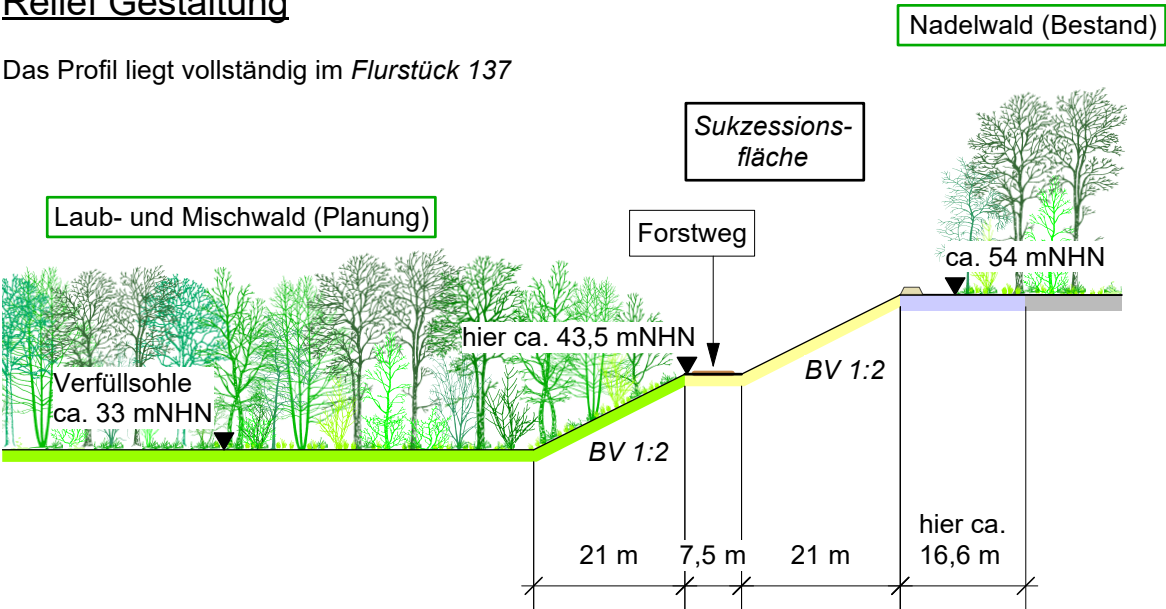 Relief Gestaltung
Nadelwald (Bestand)
Das Profil liegt vollständig im Flurstück 137
Sukzessions-
fläche
Laub- und Mischwald (Planung)
Forstweg
ca. 54 mNHN
hier ca. 43,5 mNHN
BV 1:2
Verfüllsohle
ca. 33 mNHN
BV 1:2
hier ca.
21 m 7,5 m 21 m 16,6 m